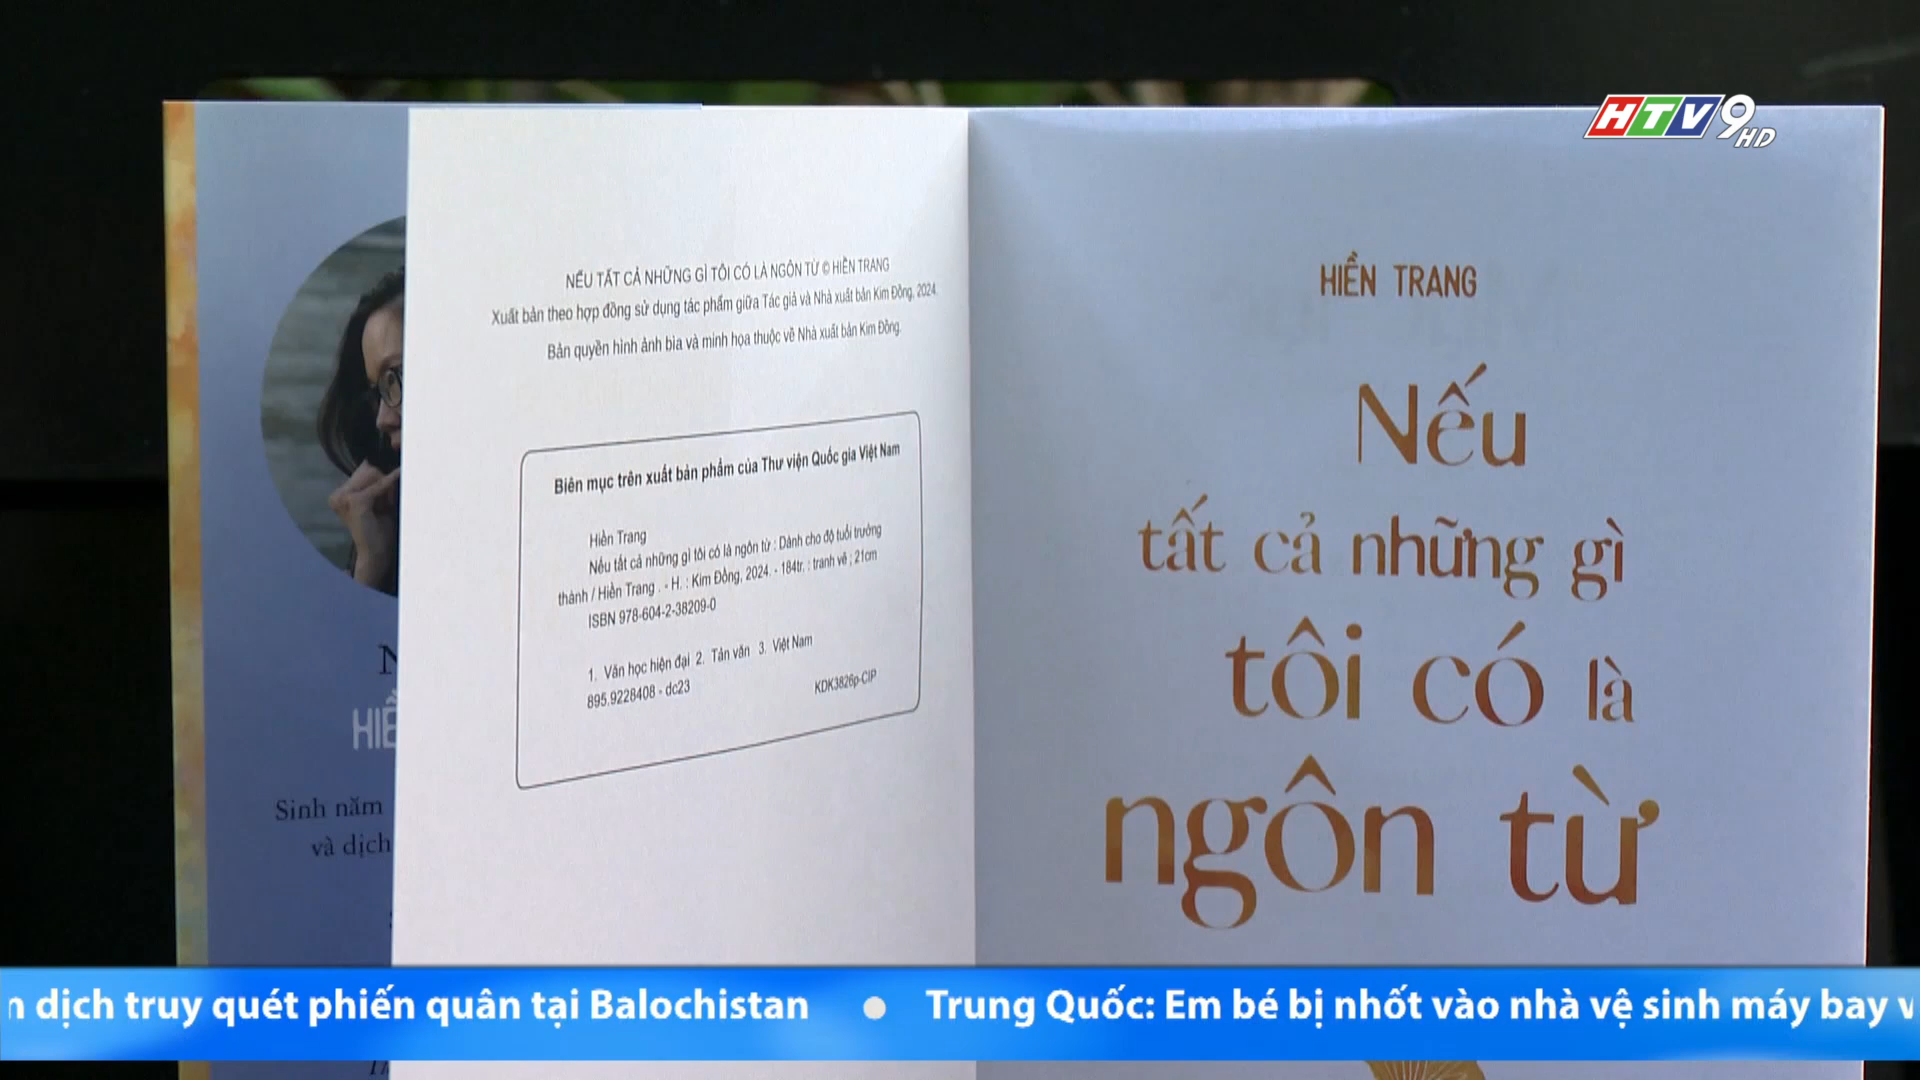 HTV9 HD
Sinh năm
và dịch
NẾU TẤT CẢ NHỮNG GÌ TÔI CÓ LÀ NGÔN TỪ © HIỀN TRANG
Xuất bản theo hợp đồng sử dụng tác phẩm giữa Tác giả và Nhà xuất bản Kim Đồng, 2024.
Bản quyền hình ảnh bìa và minh họa thuộc về Nhà xuất bản Kim Đồng.
Biên mục trên xuất bản phẩm của Thư viện Quốc gia Việt Nam
Hiền Trang
Nếu tất cả những gì tôi có là ngôn từ : Dành cho độ tuổi trưởng
thành / Hiền Trang . - H. : Kim Đồng, 2024. - 184tr. : tranh vẽ ; 21cm
ISBN 978-604-2-38209-0
1. Văn học hiện đại 2. Tản văn 3. Việt Nam
895.9228408 - dc23
KDK3826p-CIP
HIỀN TRANG
Nếu
tất cả những gì
tôi có là
ngôn từ
dịch truy quét phiến quân tại Balochistan • Trung Quốc: Em bé bị nhốt vào nhà vệ sinh máy bay